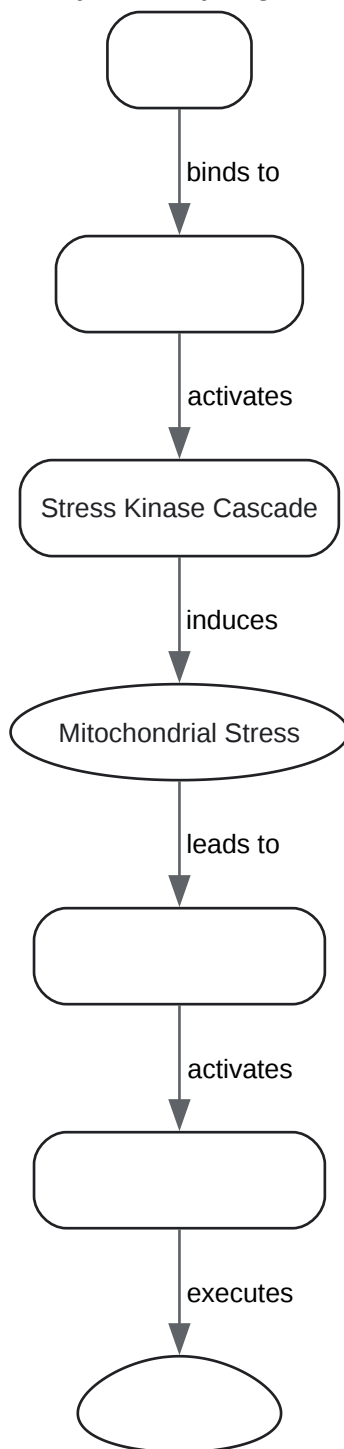 binds to
activates
Stress Kinase Cascade
induces
Mitochondrial Stress
leads to
activates
executes